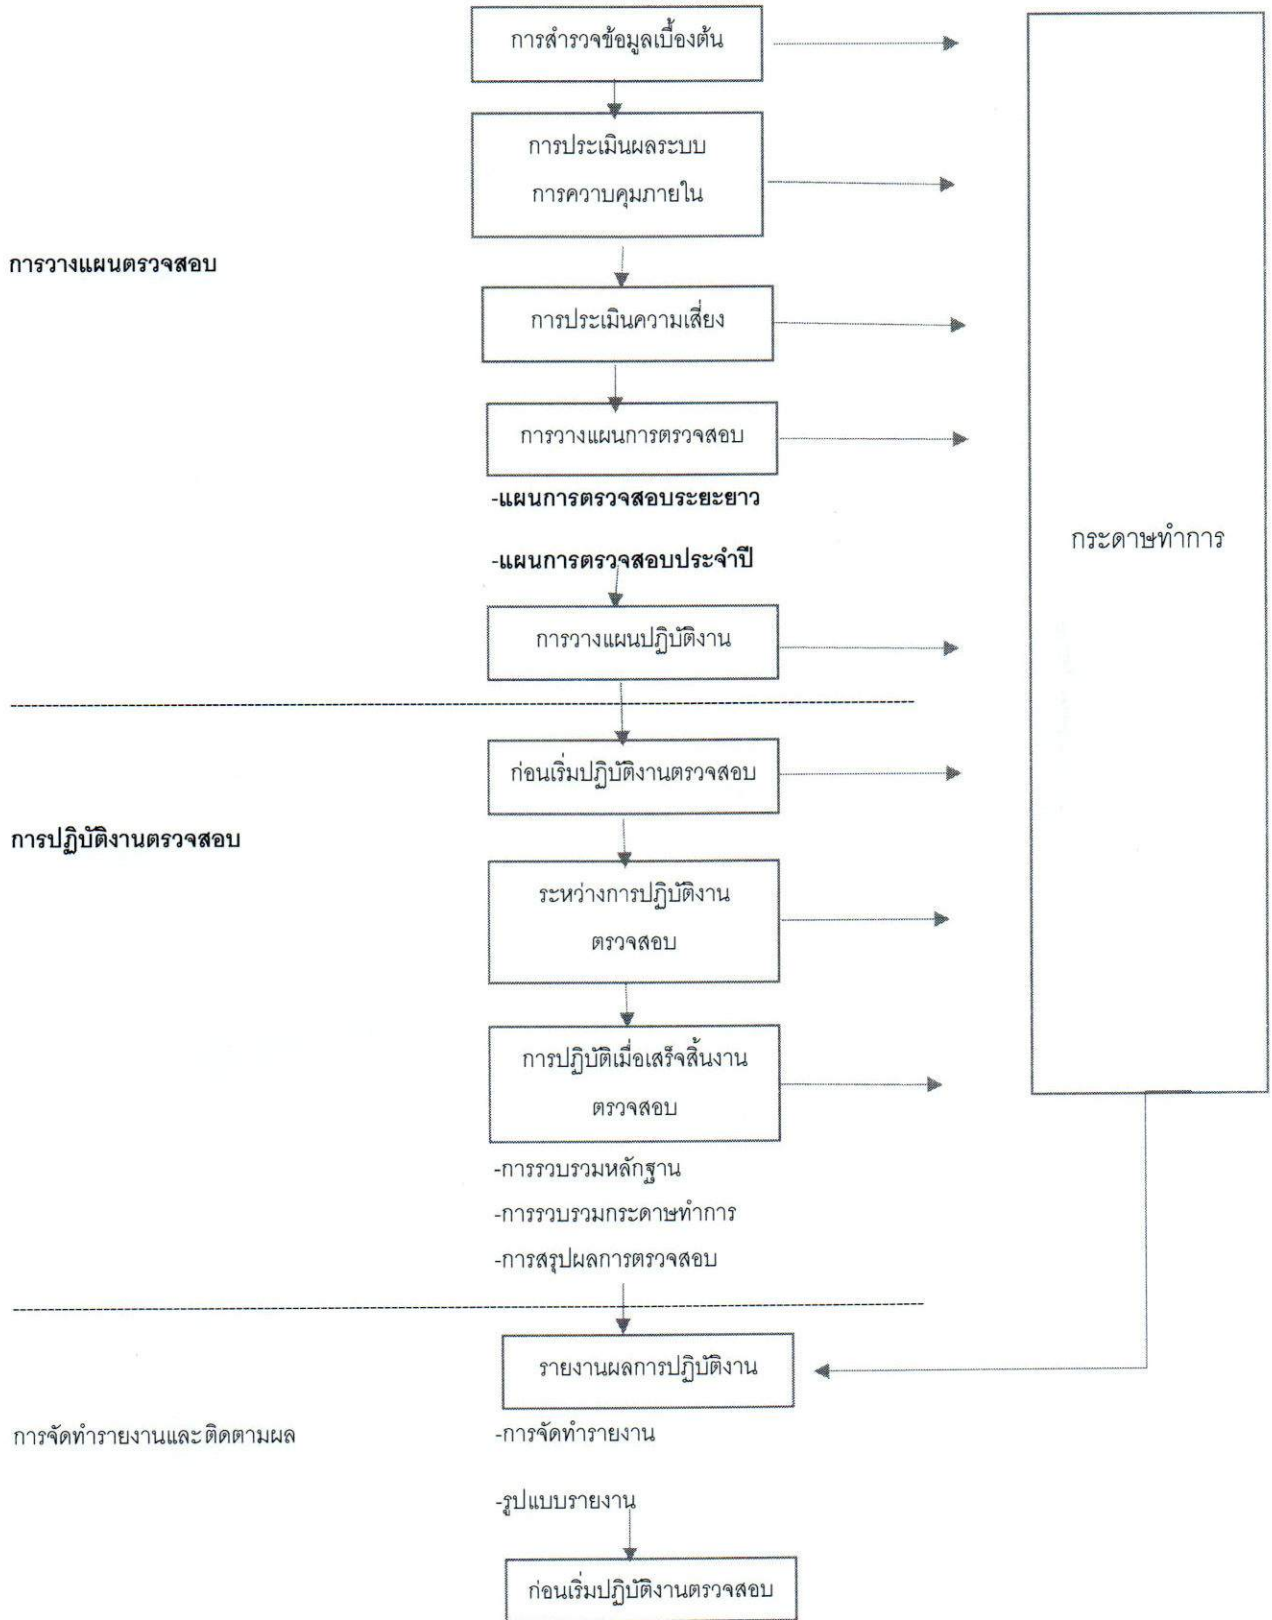 การสำรวจข้อมูลเบื้องต้น
การประเมินผลระบบ
การความบคุมภายใน
การวางแผนตรวจสอบ
การประเมินความเสี่ยง
การวางแผนการตรวจสอบ
-แผนการตรวจสอบระยะยาว
กระดาษทำการ
-แผนการตรวจสอบประจำปี
การวางแผนปฏิบัติงาน
ก่อนเริ่มปฏิบัติงานตรวจสอบ
การปฏิบัติงานตรวจสอบ
ระหว่างการปฏิบัติงาน
ตรวจสอบ
การปฏิบัติเมื่อเสร็จสิ้นงาน
ตรวจสอบ
-การรวบรวมหลักฐาน
-การรวบรวมกระดาษทำการ
-การสรุปผลการตรวจสอบ
รายงานผลการปฏิบัติงาน
การจัดทำรายงานและติดตามผล
-การจัดทำรายงาน
-รูปแบบรายงาน
ก่อนเริ่มปฏิบัติงานตรวจสอบ